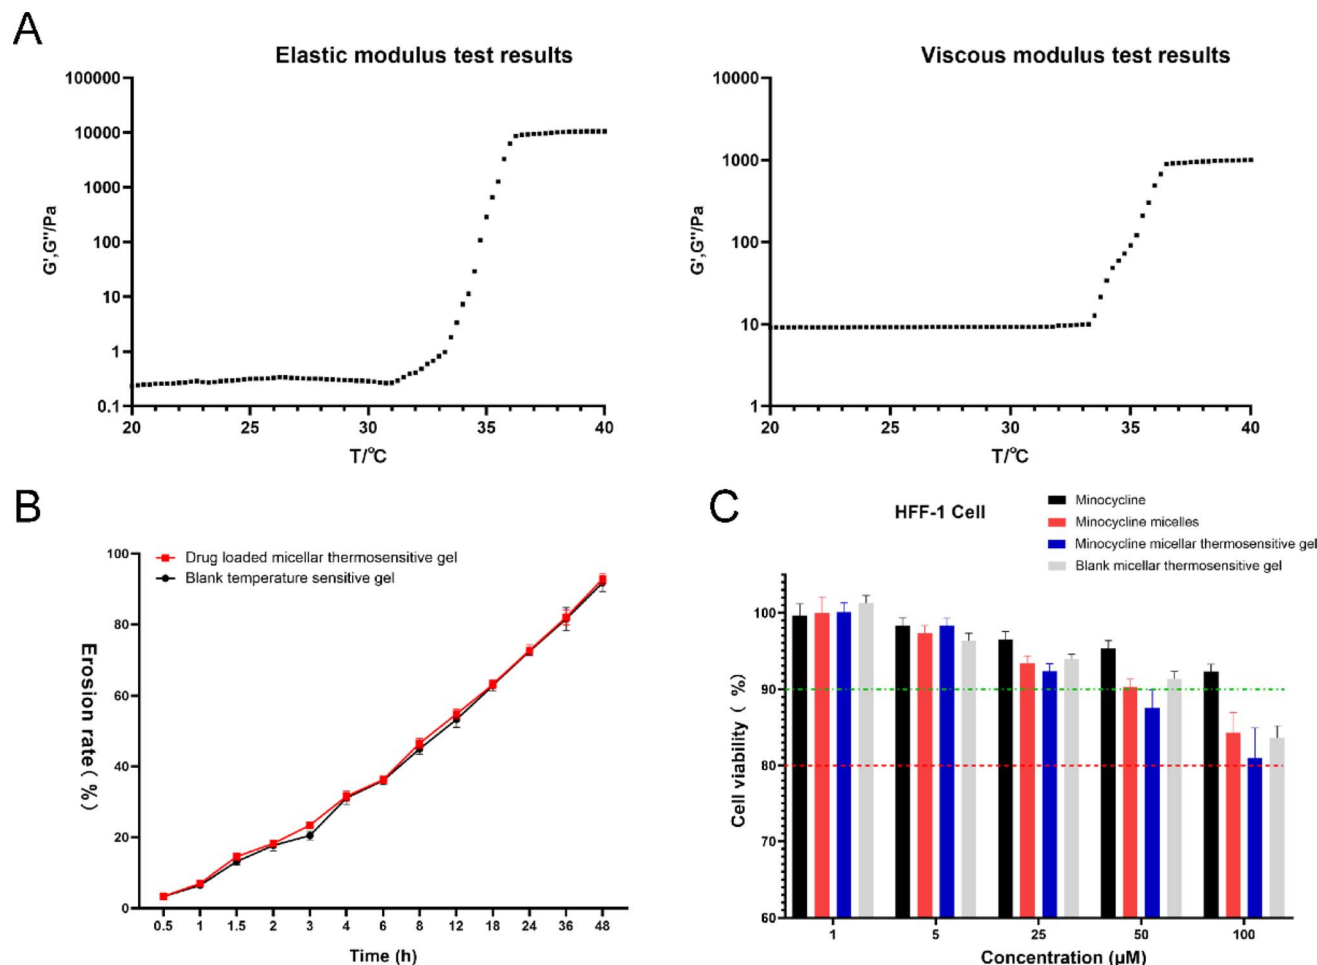 A
Elastic modulus test results
100000
10000
1000
100
10
1
0.1
G',G''/Pa
20 25 30 35 40
T/°C
Viscous modulus test results
10000
1000
100
10
1
G',G''/Pa
20 25 30 35 40
T/°C
B
Drug loaded micellar thermosensitive gel
Blank temperature sensitive gel
100
80
60
40
20
0
Erosion rate ( %)
0.5 1 1.5 2 3 4 6 8 12 18 24 36 48
Time (h)
C
HFF-1 Cell
Minocycline
Minocycline micelles
Minocycline micellar thermosensitive gel
Blank micellar thermosensitive gel
100
90
80
70
60
Cell viability ( %)
1 5 25 50 100
Concentration (µM)